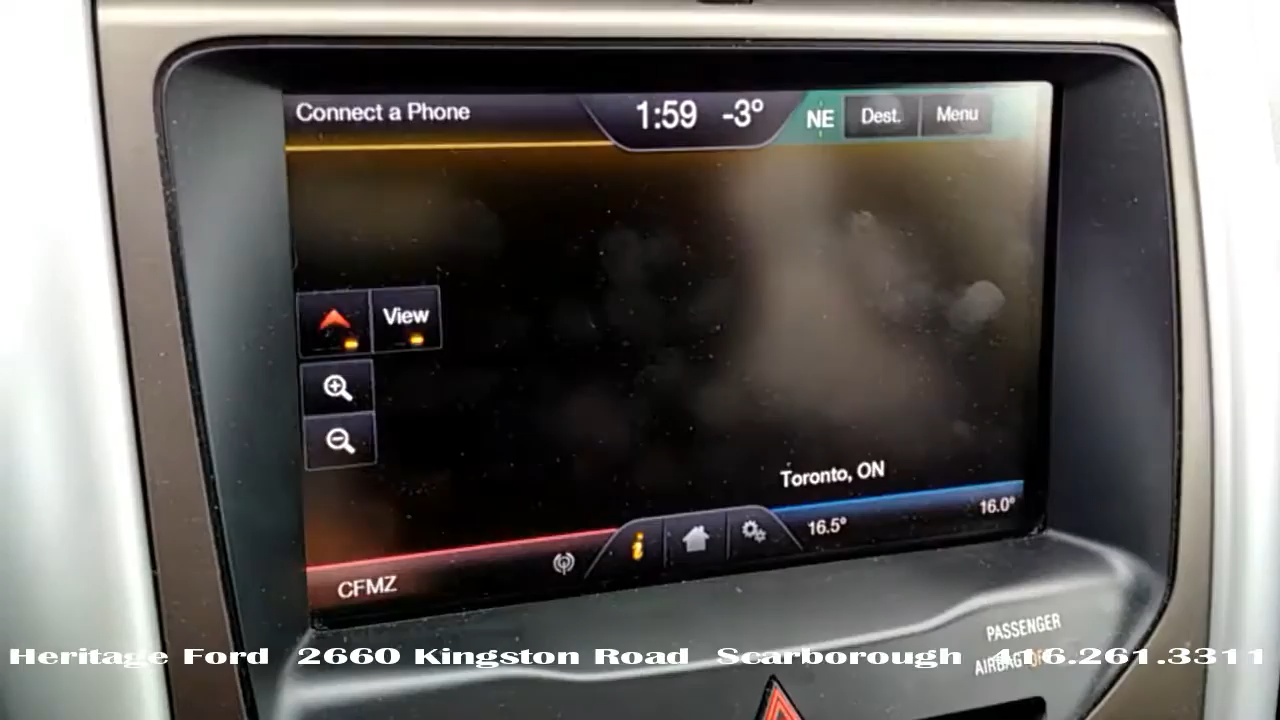 Connect a Phone
1:59 -3°
NE
Dest.
Menu
View
Toronto, ON
16.5°
16.0°
CFMZ
PASSENGER
AIRBAG
Heritage Ford 2660 Kingston Road Scarborough 416.261.3311